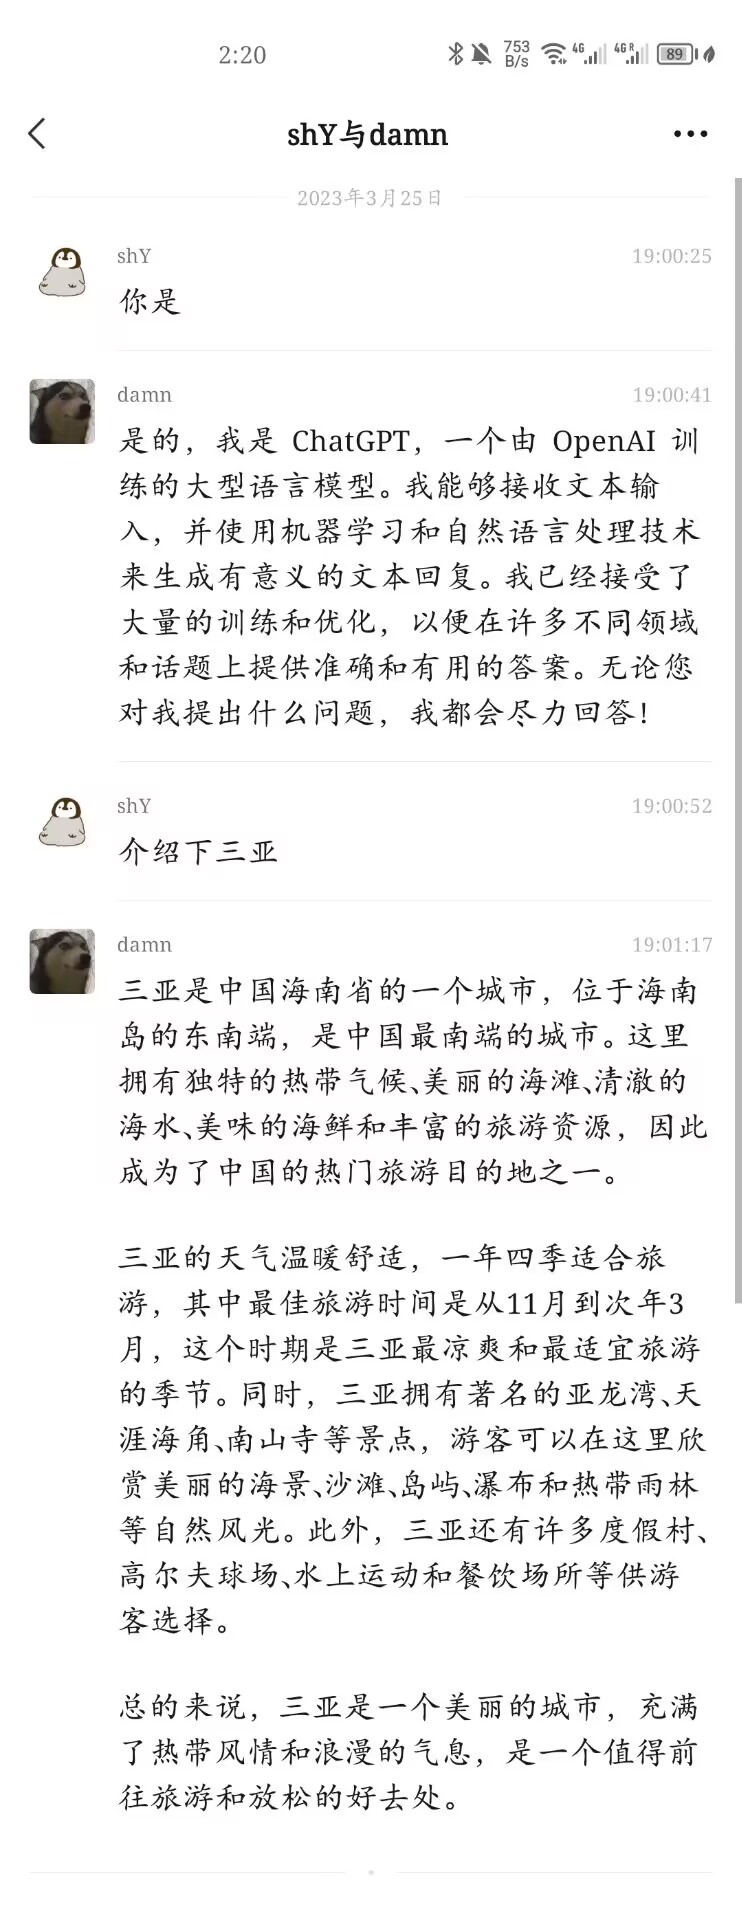 2:20
753
B/s
4G
4G R
89
shY与damn
2023年3月25日
shY
19:00:25
你是
damn
19:00:41
是的，我是 ChatGPT，一个由 OpenAI 训
练的大型语言模型。我能够接收文本输
入，并使用机器学习和自然语言处理技术
来生成有意义的文本回复。我已经接受了
大量的训练和优化，以便在许多不同领域
和话题上提供准确和有用的答案。无论您
对我提出什么问题，我都会尽力回答！
shY
19:00:52
介绍下三亚
damn
19:01:17
三亚是中国海南省的一个城市，位于海南
岛的东南端，是中国最南端的城市。这里
拥有独特的热带气候、美丽的海滩、清澈的
海水、美味的海鲜和丰富的旅游资源，因此
成为了中国的热门旅游目的地之一。
三亚的天气温暖舒适，一年四季适合旅
游，其中最佳旅游时间是从11月到次年3
月，这个时期是三亚最凉爽和最适宜旅游
的季节。同时，三亚拥有著名的亚龙湾、天
涯海角、南山寺等景点，游客可以在这里欣
赏美丽的海景、沙滩、岛屿、瀑布和热带雨林
等自然风光。此外，三亚还有许多度假村、
高尔夫球场、水上运动和餐饮场所等供游
客选择。
总的来说，三亚是一个美丽的城市，充满
了热带风情和浪漫的气息，是一个值得前
往旅游和放松的好去处。